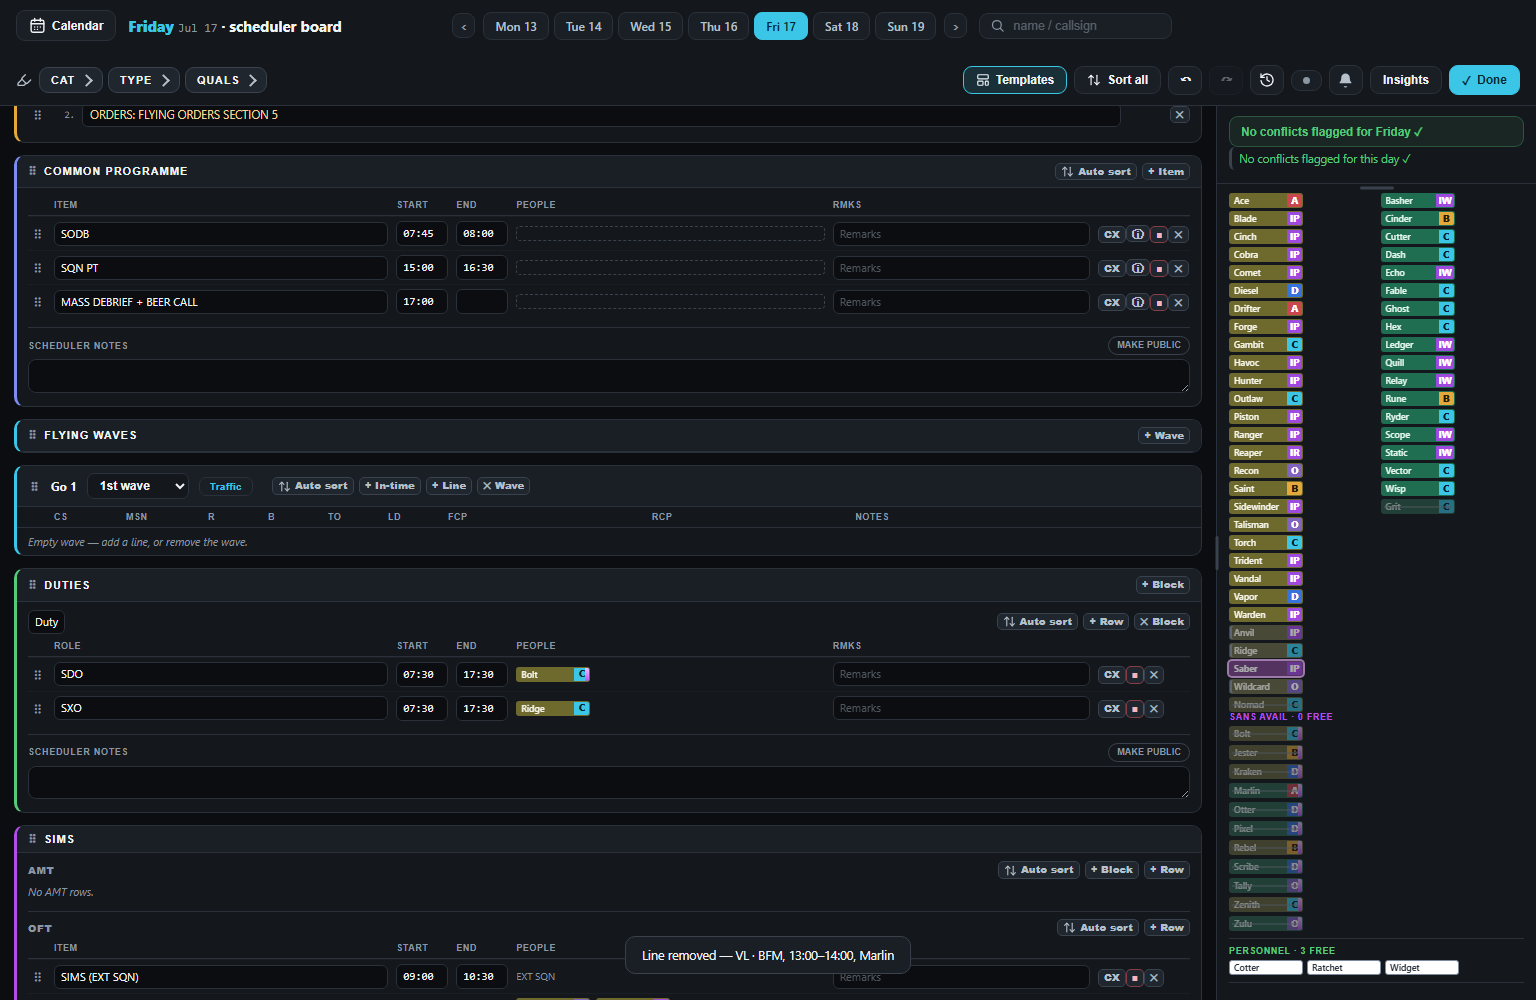 Calendar
Friday Jul 17 · scheduler board
‹ Mon 13 Tue 14 Wed 15 Thu 16 Fri 17 Sat 18 Sun 19 ›
name / callsign
CAT TYPE QUALS
Templates Sort all Insights ✓ Done
2. ORDERS: FLYING ORDERS SECTION 5
COMMON PROGRAMME
Auto sort + Item
ITEM START END PEOPLE RMKS
SODB 07:45 08:00 Remarks CX
SQN PT 15:00 16:30 Remarks CX
MASS DEBRIEF + BEER CALL 17:00 Remarks CX
SCHEDULER NOTES MAKE PUBLIC
FLYING WAVES + Wave
Go 1 1st wave Traffic Auto sort + In-time + Line ✕ Wave
CS MSN R B TO LD FCP RCP NOTES
Empty wave — add a line, or remove the wave.
DUTIES + Block
Duty Auto sort + Row ✕ Block
ROLE START END PEOPLE RMKS
SDO 07:30 17:30 Bolt C Remarks CX
SXO 07:30 17:30 Ridge C Remarks CX
SCHEDULER NOTES MAKE PUBLIC
SIMS
AMT Auto sort + Block + Row
No AMT rows.
OFT Auto sort + Row
ITEM START END PEOPLE
SIMS (EXT SQN) 09:00 10:30 EXT SQN Remarks CX
Line removed — VL · BFM, 13:00–14:00, Marlin
No conflicts flagged for Friday ✓
No conflicts flagged for this day ✓
Ace A
Blade IP
Cinch IP
Cobra IP
Comet IP
Diesel D
Drifter A
Forge IP
Gambit C
Havoc IP
Hunter IP
Outlaw C
Piston IP
Ranger IP
Reaper IR
Recon O
Saint B
Sidewinder IP
Talisman O
Torch C
Trident IP
Vandal IP
Vapor D
Warden IP
Anvil IP
Ridge C
Saber IP
Wildcard O
Nomad C
Basher IW
Cinder B
Cutter C
Dash C
Echo IW
Fable C
Ghost C
Hex C
Ledger IW
Quill IW
Relay IW
Rune B
Ryder C
Scope IW
Static IW
Vector C
Wisp C
Grit C
SANS AVAIL · 0 FREE
Bolt C
Jester B
Kraken D
Marlin A
Otter D
Pixel D
Rebel B
Scribe D
Tally O
Zenith C
Zulu O
PERSONNEL · 3 FREE
Cotter Ratchet Widget